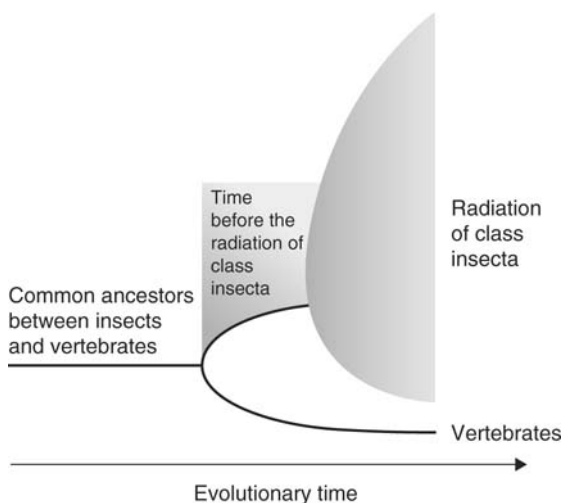 Time
before the
radiation of
class
insecta
Radiation
of class
insecta
Common ancestors
between insects
and vertebrates
Vertebrates
Evolutionary time